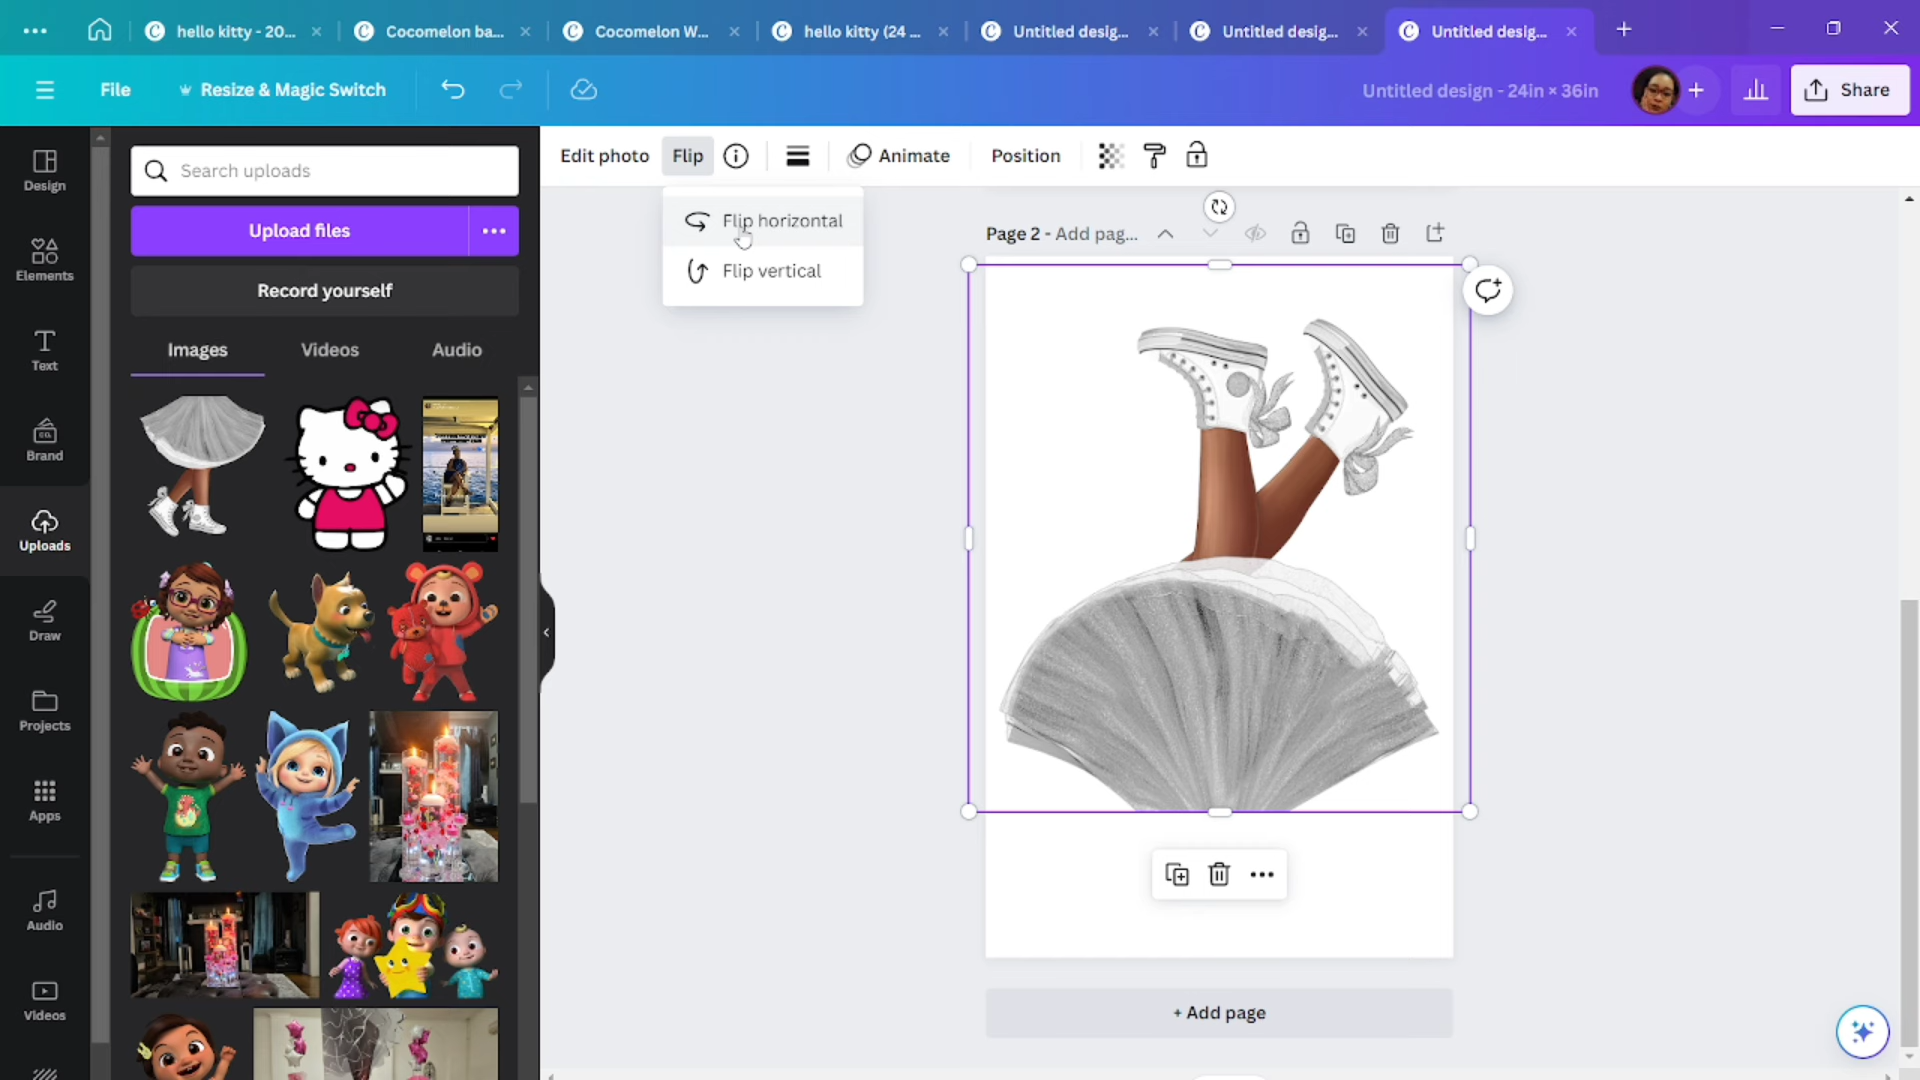 hello kitty - 20...
Cocomelon ba...
Cocomelon W...
hello kitty (24 ...
Untitled desig...
Untitled desig...
Untitled desig...
File
Resize & Magic Switch
Untitled design - 24in × 36in
Share
Design
Elements
Text
Brand
Uploads
Draw
Projects
Apps
Audio
Videos
Search uploads
Upload files
Record yourself
Images
Videos
Audio
Edit photo
Flip
Animate
Position
Flip horizontal
Flip vertical
Page 2 - Add pag...
+ Add page